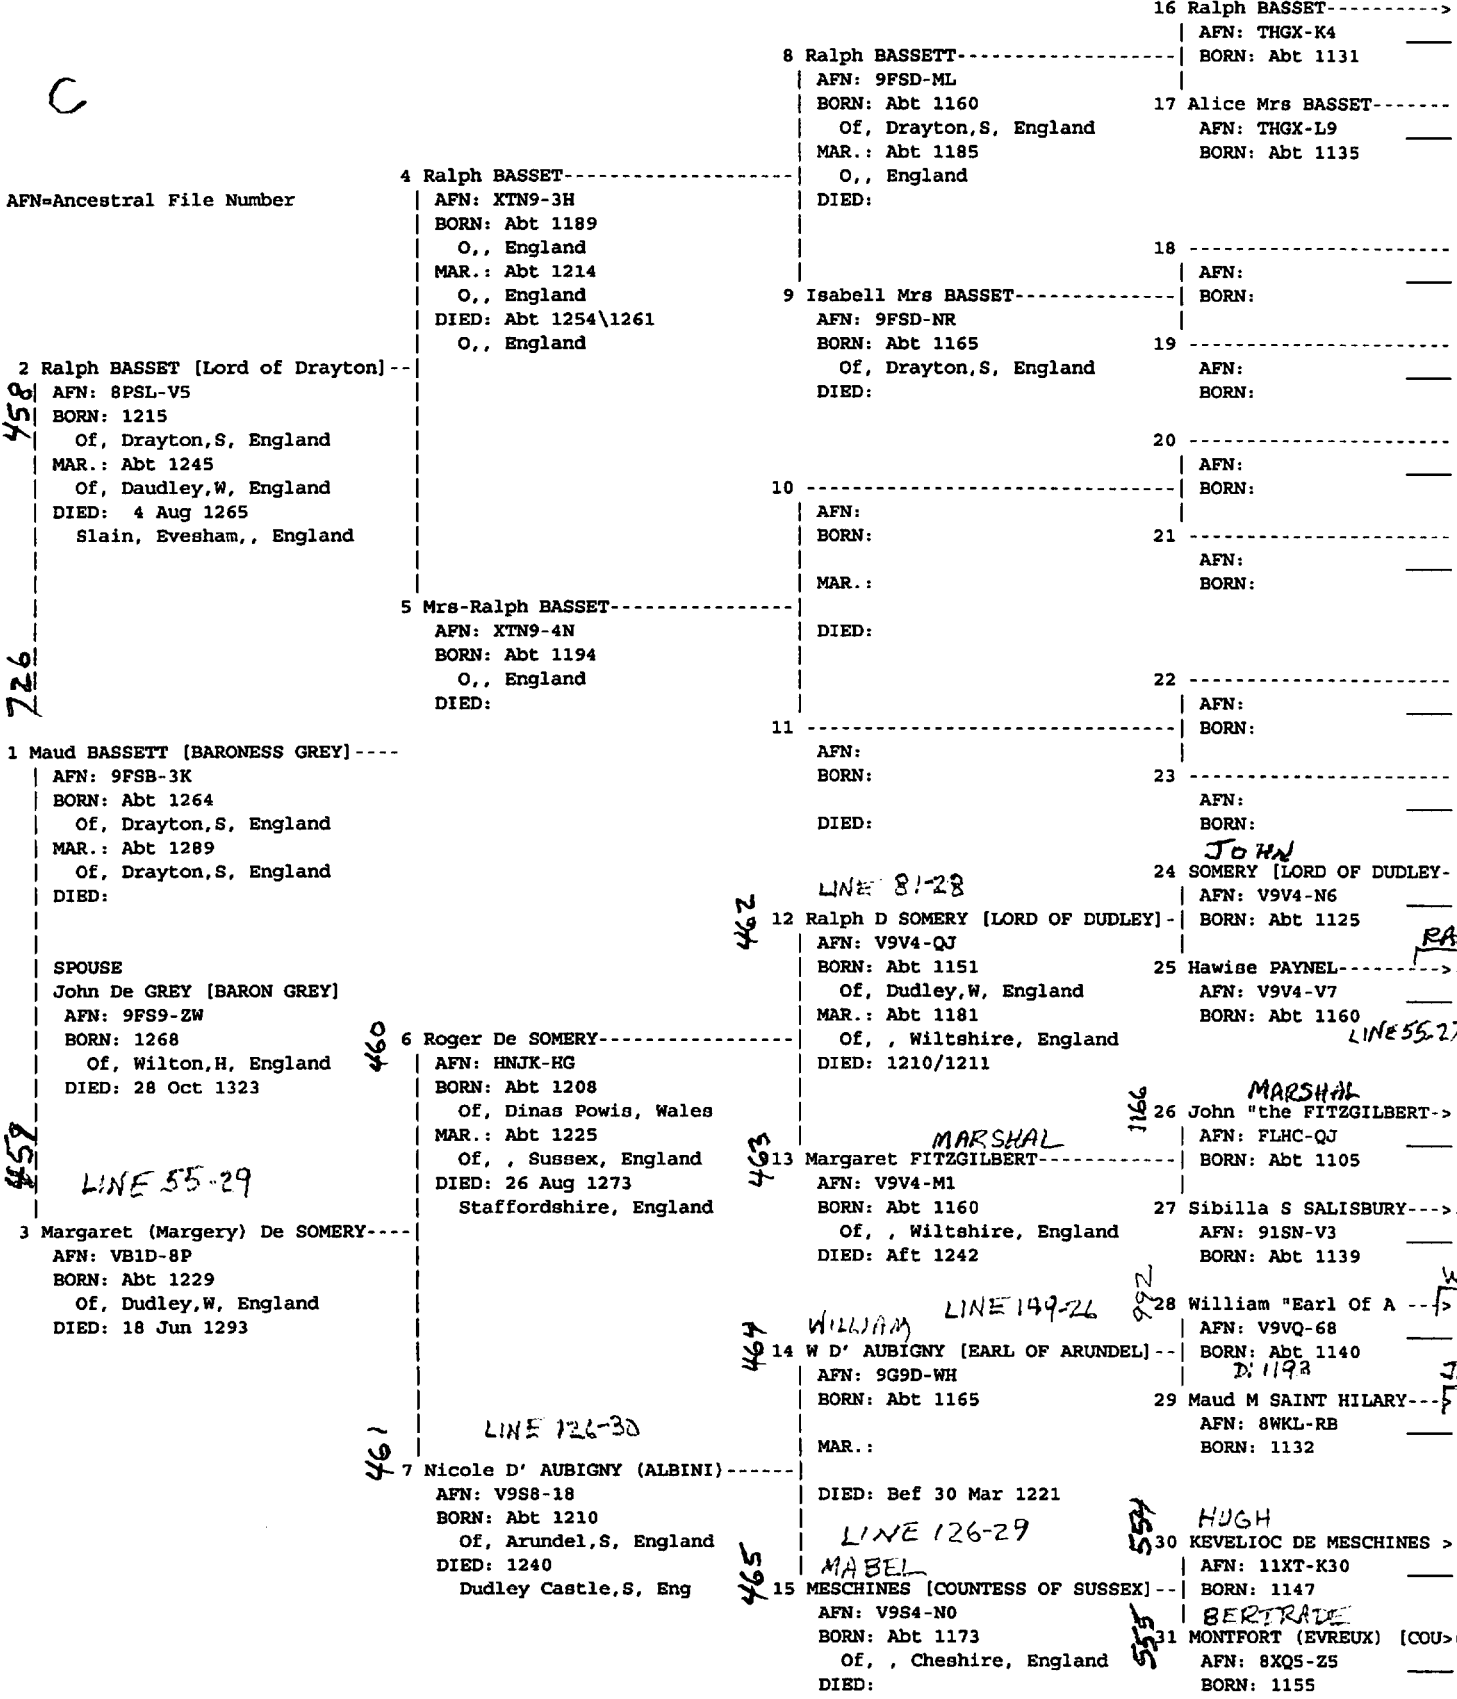 C
AFN=Ancestral File Number
16 Ralph BASSET---------->
AFN: THGX-K4
BORN: Abt 1131
8 Ralph BASSETT------------------
AFN: 9FSD-ML
BORN: Abt 1160
Of, Drayton,S, England
MAR.: Abt 1185
O,, England
DIED:
17 Alice Mrs BASSET-------
AFN: THGX-L9
BORN: Abt 1135
4 Ralph BASSET-------------------
AFN: XTN9-3H
BORN: Abt 1189
O,, England
MAR.: Abt 1214
O,, England
DIED: Abt 1254\1261
O,, England
18 -----------------------
AFN:
BORN:
9 Isabell Mrs BASSET-------------
AFN: 9FSD-NR
BORN: Abt 1165
Of, Drayton,S, England
DIED:
19 -----------------------
AFN:
BORN:
2 Ralph BASSET [Lord of Drayton]--
458
AFN: 8PSL-V5
BORN: 1215
Of, Drayton,S, England
MAR.: Abt 1245
Of, Daudley,W, England
DIED: 4 Aug 1265
Slain, Evesham,, England
20 -----------------------
AFN:
BORN:
10 -------------------------------
AFN:
BORN:
MAR.:
DIED:
21 -----------------------
AFN:
BORN:
5 Mrs-Ralph BASSET---------------
AFN: XTN9-4N
BORN: Abt 1194
O,, England
DIED:
726
22 -----------------------
AFN:
BORN:
11 -------------------------------
AFN:
BORN:
DIED:
23 -----------------------
AFN:
BORN:
1 Maud BASSETT [BARONESS GREY]----
AFN: 9FSB-3K
BORN: Abt 1264
Of, Drayton,S, England
MAR.: Abt 1289
Of, Drayton,S, England
DIED:
SPOUSE
John De GREY [BARON GREY]
AFN: 9FS9-ZW
BORN: 1268
Of, Wilton,H, England
DIED: 28 Oct 1323
JOHN
24 SOMERY [LORD OF DUDLEY-
AFN: V9V4-N6
BORN: Abt 1125
LINE 81-28
462
12 Ralph D SOMERY [LORD OF DUDLEY]-
AFN: V9V4-QJ
BORN: Abt 1151
Of, Dudley,W, England
MAR.: Abt 1181
Of, , Wiltshire, England
DIED: 1210/1211
RA
25 Hawise PAYNEL--------->
AFN: V9V4-V7
BORN: Abt 1160
LINE 55-27
460
6 Roger De SOMERY----------------
AFN: HNJK-HG
BORN: Abt 1208
Of, Dinas Powis, Wales
MAR.: Abt 1225
Of, , Sussex, England
DIED: 26 Aug 1273
Staffordshire, England
MARSHAL
1166
26 John "the FITZGILBERT->
AFN: FLHC-QJ
BORN: Abt 1105
MARSHAL
463
13 Margaret FITZGILBERT-----------
AFN: V9V4-M1
BORN: Abt 1160
Of, , Wiltshire, England
DIED: Aft 1242
27 Sibilla S SALISBURY--->
AFN: 91SN-V3
BORN: Abt 1139
459
LINE 55-29
3 Margaret (Margery) De SOMERY----
AFN: VB1D-8P
BORN: Abt 1229
Of, Dudley,W, England
DIED: 18 Jun 1293
992
28 William "Earl Of A --->
AFN: V9VQ-68
BORN: Abt 1140
D: 1193
LINE 149-26
WILLIAM
464
14 W D' AUBIGNY [EARL OF ARUNDEL]--
AFN: 9G9D-WH
BORN: Abt 1165
MAR.:
DIED: Bef 30 Mar 1221
29 Maud M SAINT HILARY--->
AFN: 8WKL-RB
BORN: 1132
LINE 126-30
461
7 Nicole D' AUBIGNY (ALBINI)------
AFN: V9S8-18
BORN: Abt 1210
Of, Arundel,S, England
DIED: 1240
Dudley Castle,S, Eng
554
HUGH
30 KEVELIOC DE MESCHINES >
AFN: 11XT-K30
BORN: 1147
LINE 126-29
MABEL
465
15 MESCHINES [COUNTESS OF SUSSEX]--
AFN: V9S4-N0
BORN: Abt 1173
Of, , Cheshire, England
DIED:
BERTRADE
555
31 MONTFORT (EVREUX) [COU>
AFN: 8XQ5-Z5
BORN: 1155